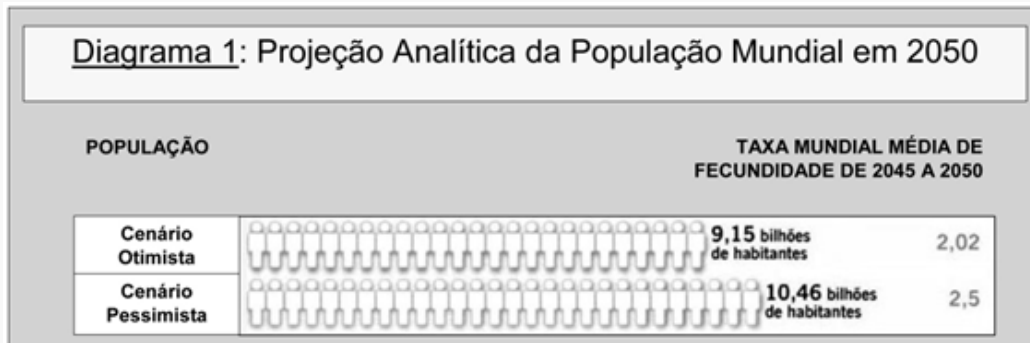 Diagrama 1: Projeção Analítica da População Mundial em 2050
POPULAÇÃO
TAXA MUNDIAL MÉDIA DE
FECUNDIDADE DE 2045 A 2050
Cenário
Otimista
9,15 bilhões
de habitantes
2,02
Cenário
Pessimista
10,46 bilhões
de habitantes
2,5